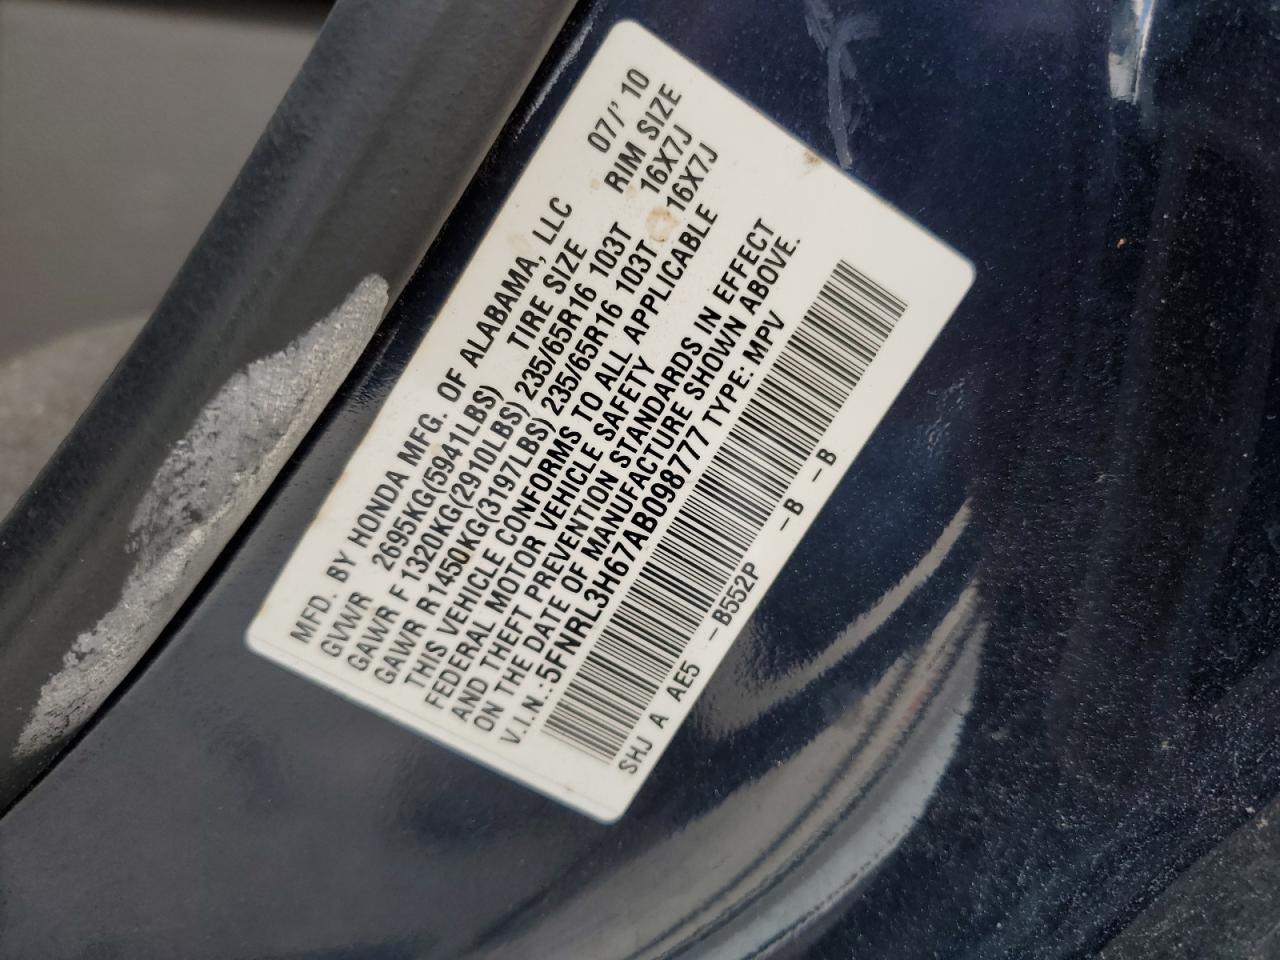 MFD. BY HONDA MFG. OF ALABAMA, LLC 07/' 10
GVWR 2695KG(5941LBS) TIRE SIZE RIM SIZE
GAWR F 1320KG(2910LBS) 235/65R16 103T 16X7J
GAWR R 1450KG(3197LBS) 235/65R16 103T 16X7J
THIS VEHICLE CONFORMS TO ALL APPLICABLE
FEDERAL MOTOR VEHICLE SAFETY
AND THEFT PREVENTION STANDARDS IN EFFECT
ON THE DATE OF MANUFACTURE SHOWN ABOVE.
V.I.N.:5FNRL3H67AB098777 TYPE: MPV
SHJ A AE5 -B552P -B -B